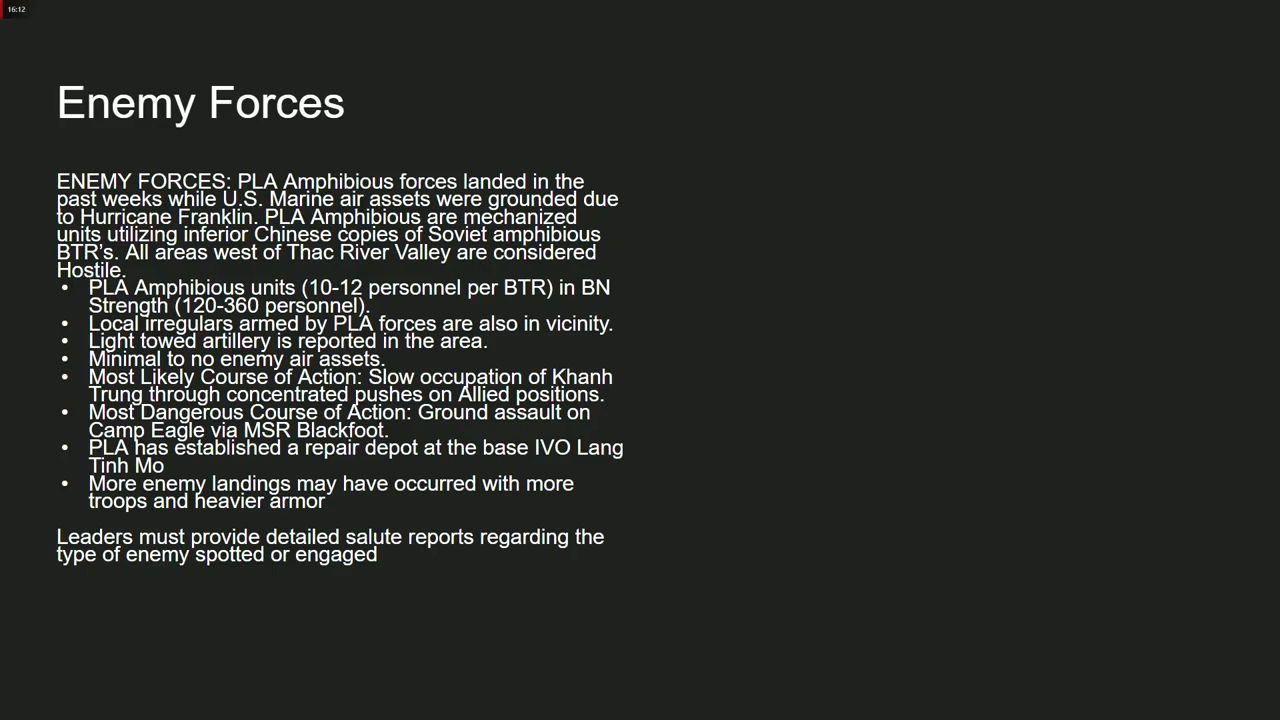 16:12
Enemy Forces
ENEMY FORCES: PLA Amphibious forces landed in the
past weeks while U.S. Marine air assets were grounded due
to Hurricane Franklin. PLA Amphibious are mechanized
units utilizing inferior Chinese copies of Soviet amphibious
BTR's. All areas west of Thac River Valley are considered
Hostile.
• PLA Amphibious units (10-12 personnel per BTR) in BN
Strength (120-360 personnel).
• Local irregulars armed by PLA forces are also in vicinity.
• Light towed artillery is reported in the area.
• Minimal to no enemy air assets.
• Most Likely Course of Action: Slow occupation of Khanh
Trung through concentrated pushes on Allied positions.
• Most Dangerous Course of Action: Ground assault on
Camp Eagle via MSR Blackfoot.
• PLA has established a repair depot at the base IVO Lang
Tinh Mo
• More enemy landings may have occurred with more
troops and heavier armor
Leaders must provide detailed salute reports regarding the
type of enemy spotted or engaged